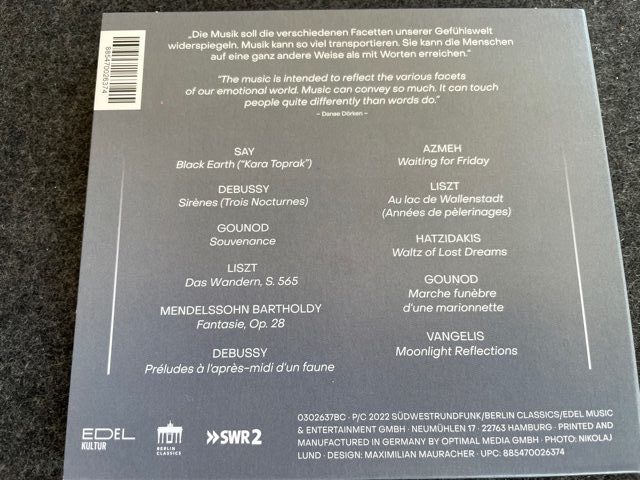 „Die Musik soll die verschiedenen Facetten unserer Gefühlswelt
widerspiegeln. Musik kann so viel transportieren. Sie kann die Menschen
auf eine ganz andere Weise als mit Worten erreichen.“
"The music is intended to reflect the various facets
of our emotional world. Music can convey so much. It can touch
people quite differently than words do."
– Danae Dörken –
885470026374
SAY
Black Earth ("Kara Toprak")
DEBUSSY
Sirènes (Trois Nocturnes)
GOUNOD
Souvenance
LISZT
Das Wandern, S. 565
MENDELSSOHN BARTHOLDY
Fantasie, Op. 28
DEBUSSY
Préludes à l'après-midi d'un faune
AZMEH
Waiting for Friday
LISZT
Au lac de Wallenstadt
(Années de pèlerinages)
HATZIDAKIS
Waltz of Lost Dreams
GOUNOD
Marche funèbre
d'une marionnette
VANGELIS
Moonlight Reflections
EDEL
KULTUR
BERLIN
CLASSICS
SWR2
0302637BC · P/C 2022 SÜDWESTRUNDFUNK/BERLIN CLASSICS/EDEL MUSIC
& ENTERTAINMENT GMBH · NEUMÜHLEN 17 · 22763 HAMBURG · PRINTED AND
MANUFACTURED IN GERMANY BY OPTIMAL MEDIA GMBH · PHOTO: NIKOLAJ
LUND · DESIGN: MAXIMILIAN MAURACHER · UPC: 885470026374